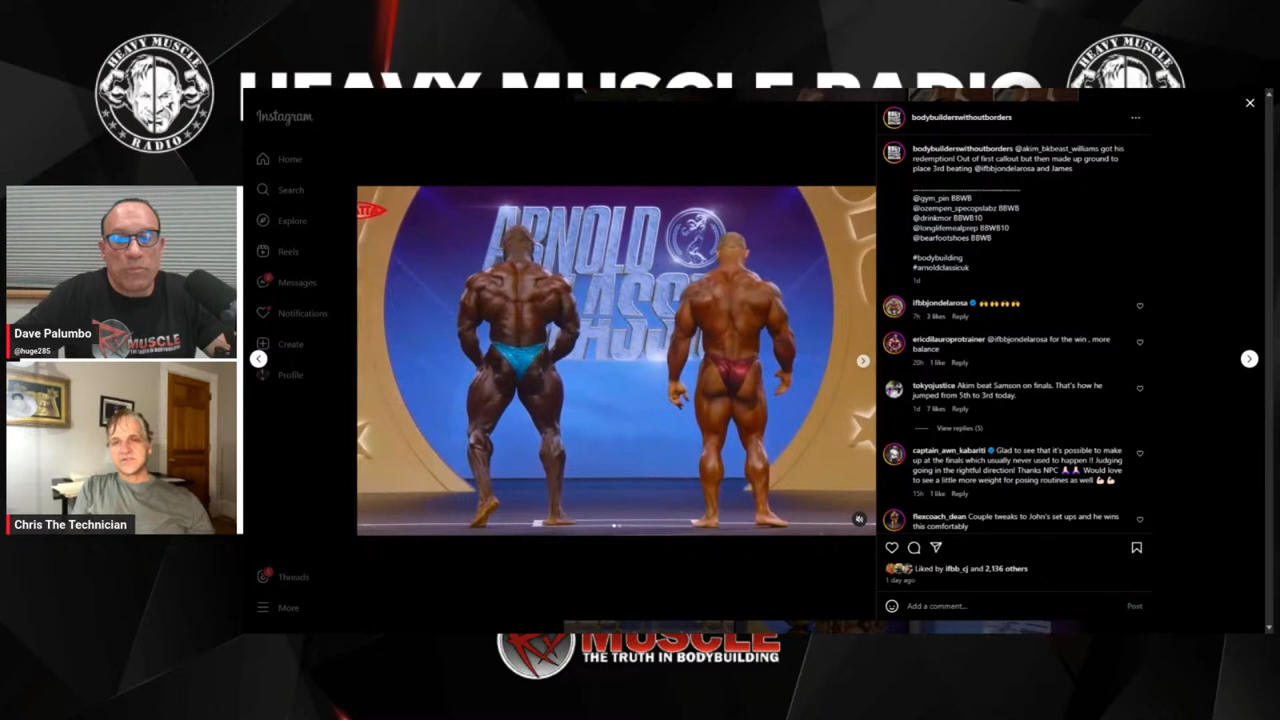 HEAVY MUSCLE
RADIO
HEAVY MUSCLE RADIO
HEAVY MUSCLE
Instagram
Home
Search
Explore
Reels
Messages
Notifications
Create
Profile
Threads
More
MUSCLE
Dave Palumbo
@huge285
Chris The Technician
ARNOLD
CLASSIC
bodybuilderswithoutborders
bodybuilderswithoutborders @akim_bkbeast_williams got his
redemption! Out of first callout but then made up ground to
place 3rd beating @ifbbjondelarosa and James
@gym_pin BBWB
@ozempen_specopslabz BBWB
@drinkmor BBWB10
@longlifemealprep BBWB10
@bearfootshoes BBWB
#bodybuilding
#arnoldclassicuk
1d
ifbbjondelarosa 🙌🙌🙌🙌
7h 3 likes Reply
ericdilauroprotrainer @ifbbjondelarosa for the win , more
balance
20h 1 like Reply
tokyojustice Akim beat Samson on finals. That's how he
jumped from 5th to 3rd today.
1d 7 likes Reply
View replies (5)
captain_awn_kabariti Glad to see that it's possible to make
up at the finals which usually never used to happen !! Judging
going in the rightful direction! Thanks NPC 🙏🏻🙏🏻 Would love
to see a little more weight for posing routines as well 💪🏻💪🏻
15h 1 like Reply
flexcoach_dean Couple tweaks to John's set ups and he wins
this comfortably
Liked by ifbb_cj and 2,136 others
1 day ago
Add a comment...
Post
RX MUSCLE
THE TRUTH IN BODYBUILDING